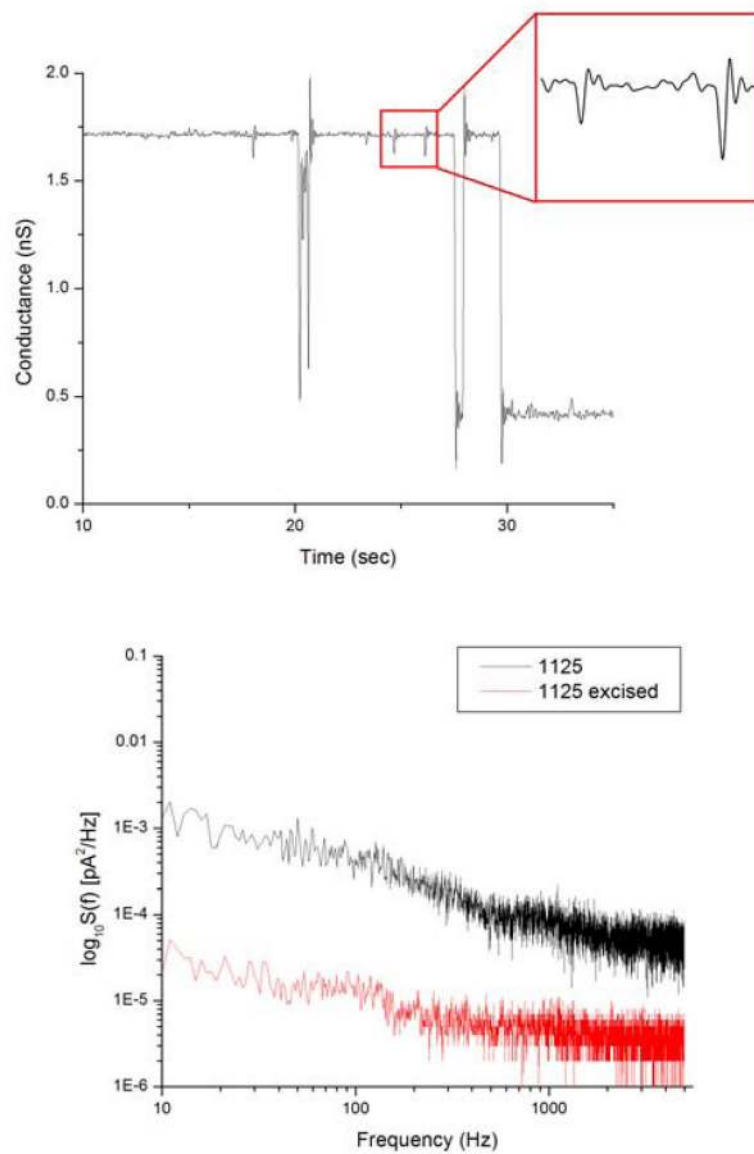 2.0
1.5
1.0
0.5
0.0
Conductance (nS)
10
20
30
Time (sec)
0.1
0.01
1E-3
1E-4
1E-5
1E-6
log₁₀S(f) [pA²/Hz]
1125
1125 excised
10
100
1000
Frequency (Hz)